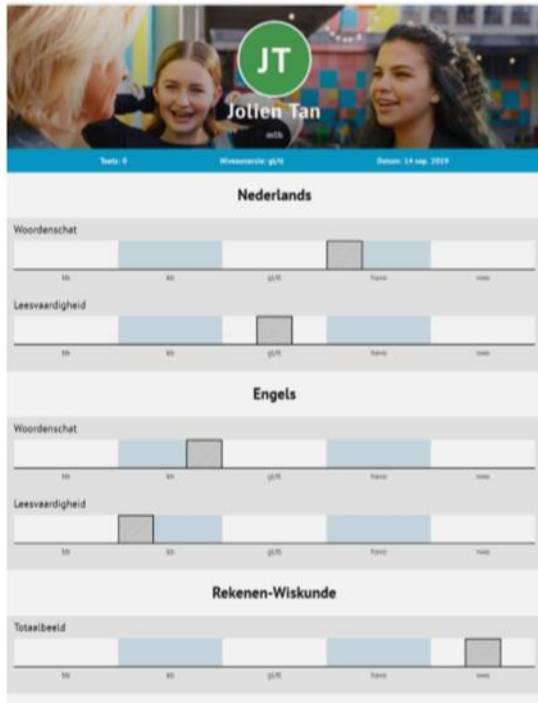 JT
Jolien Tan
m1b
Toets: 0 Niveauversie: gl/tl Datum: 14 sep. 2019
Nederlands
Woordenschat
bb kb gl/tl havo vwo
Leesvaardigheid
bb kb gl/tl havo vwo
Engels
Woordenschat
bb kb gl/tl havo vwo
Leesvaardigheid
bb kb gl/tl havo vwo
Rekenen-Wiskunde
Totaalbeeld
bb kb gl/tl havo vwo